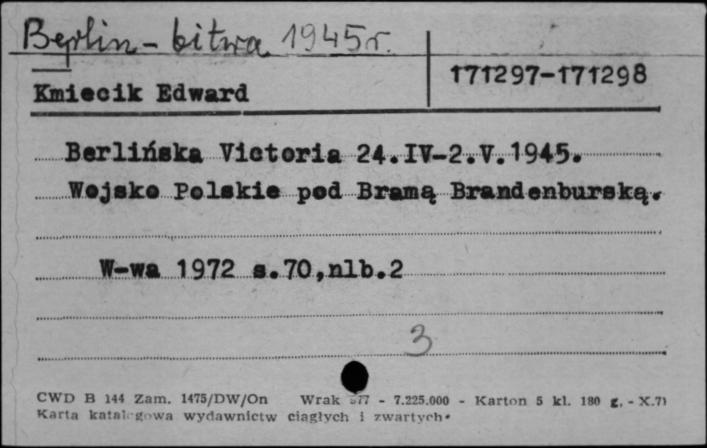 Berlin - bitwa 1945r.
171297-171298
Kmiecik Edward
Berlińska Victoria 24.IV-2.V.1945.
Wojsko Polskie pod Bramą Brandenburską.
W-wa 1972 s.70,nlb.2
3
CWD B 144 Zam. 1475/DW/On Wrak 577 - 7.225.000 - Karton 5 kl. 180 g. - X.71
Karta katalogowa wydawnictw ciągłych i zwartych.